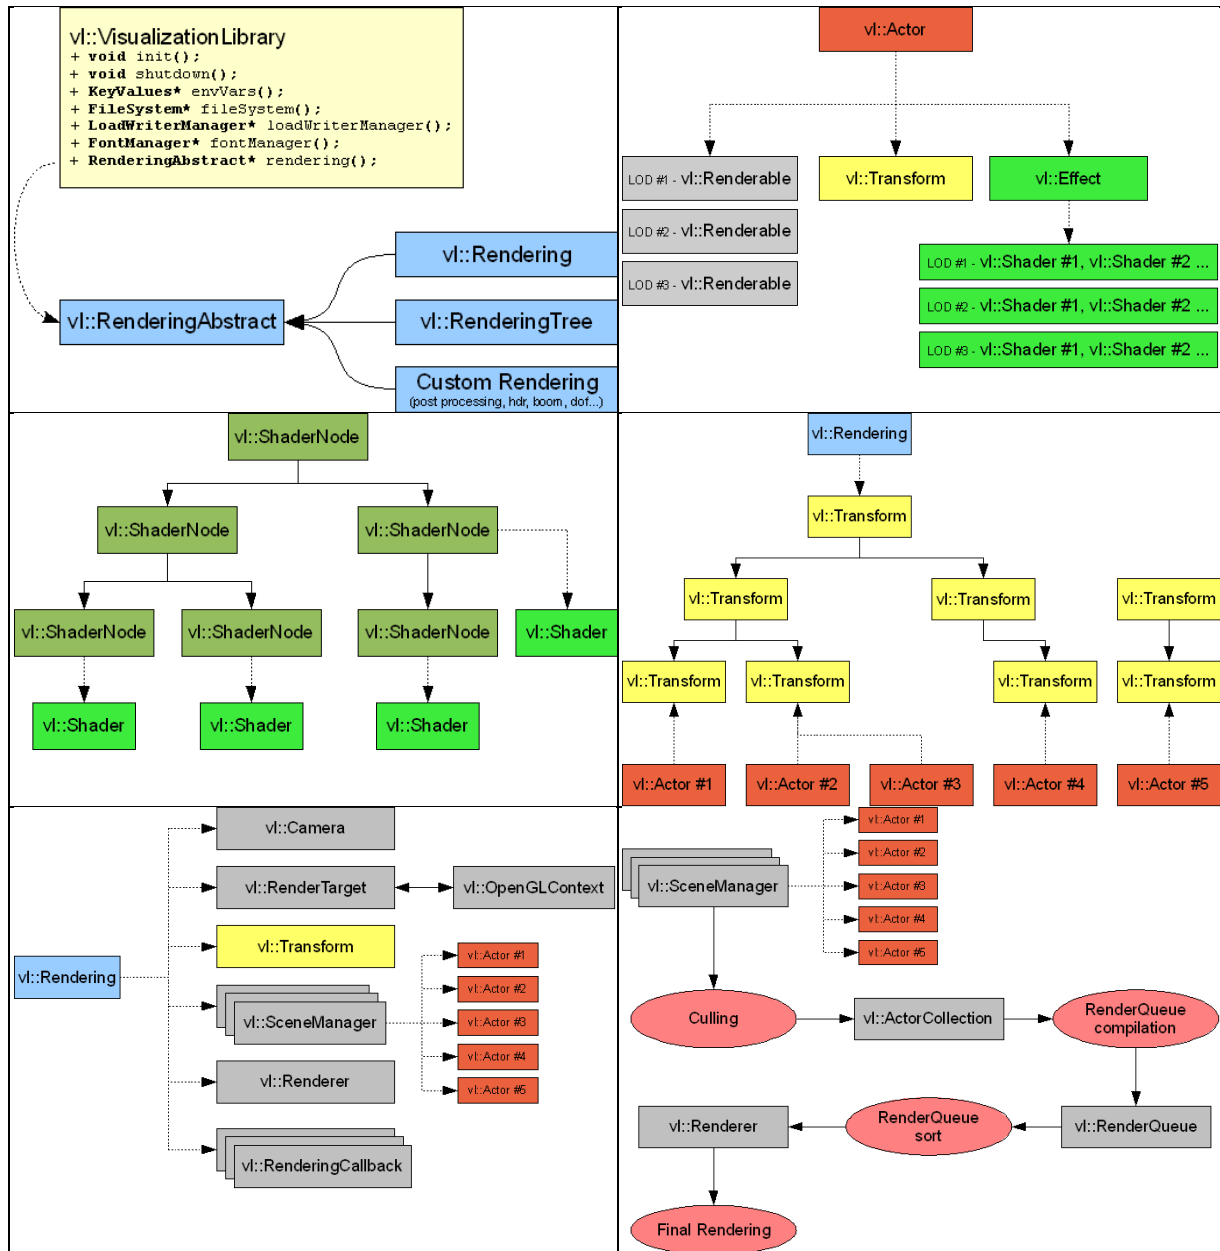 vl::VisualizationLibrary
+ void init();
+ void shutdown();
+ KeyValues* envVars();
+ FileSystem* fileSystem();
+ LoadWriterManager* loadWriterManager();
+ FontManager* fontManager();
+ RenderingAbstract* rendering();
vl::Rendering
vl::RenderingAbstract
vl::RenderingTree
Custom Rendering
(post processing, hdr, boom, dof...)
vl::Actor
LOD #1 - vl::Renderable
vl::Transform
vl::Effect
LOD #2 - vl::Renderable
LOD #3 - vl::Renderable
LOD #1 - vl::Shader #1, vl::Shader #2 ...
LOD #2 - vl::Shader #1, vl::Shader #2 ...
LOD #3 - vl::Shader #1, vl::Shader #2 ...
vl::ShaderNode
vl::ShaderNode
vl::ShaderNode
vl::ShaderNode
vl::ShaderNode
vl::ShaderNode
vl::Shader
vl::Shader
vl::Shader
vl::Shader
vl::Rendering
vl::Transform
vl::Transform
vl::Transform
vl::Transform
vl::Transform
vl::Transform
vl::Transform
vl::Transform
vl::Actor #1
vl::Actor #2
vl::Actor #3
vl::Actor #4
vl::Actor #5
vl::Camera
vl::RenderTarget
vl::OpenGLContext
vl::Transform
vl::Rendering
vl::SceneManager
vl::Actor #1
vl::Actor #2
vl::Actor #3
vl::Actor #4
vl::Actor #5
vl::Renderer
vl::RenderingCallback
vl::SceneManager
vl::Actor #1
vl::Actor #2
vl::Actor #3
vl::Actor #4
vl::Actor #5
Culling
vl::ActorCollection
RenderQueue
compilation
vl::Renderer
RenderQueue
sort
vl::RenderQueue
Final Rendering